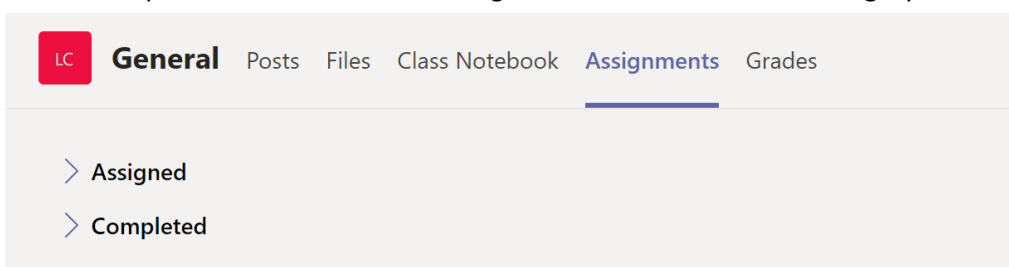 LC General Posts Files Class Notebook Assignments Grades
Assigned
Completed